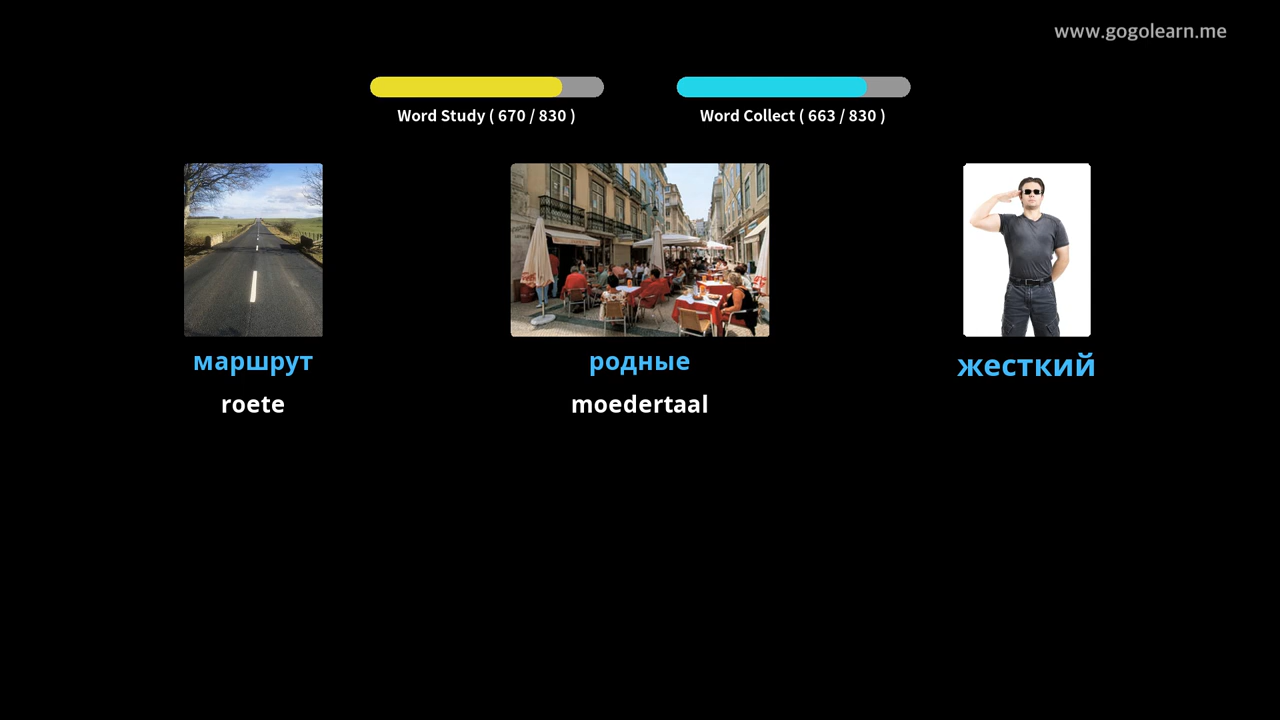 www.gogolearn.me
Word Study ( 670 / 830 )
Word Collect ( 663 / 830 )
маршрут
родные
жесткий
roete
moedertaal